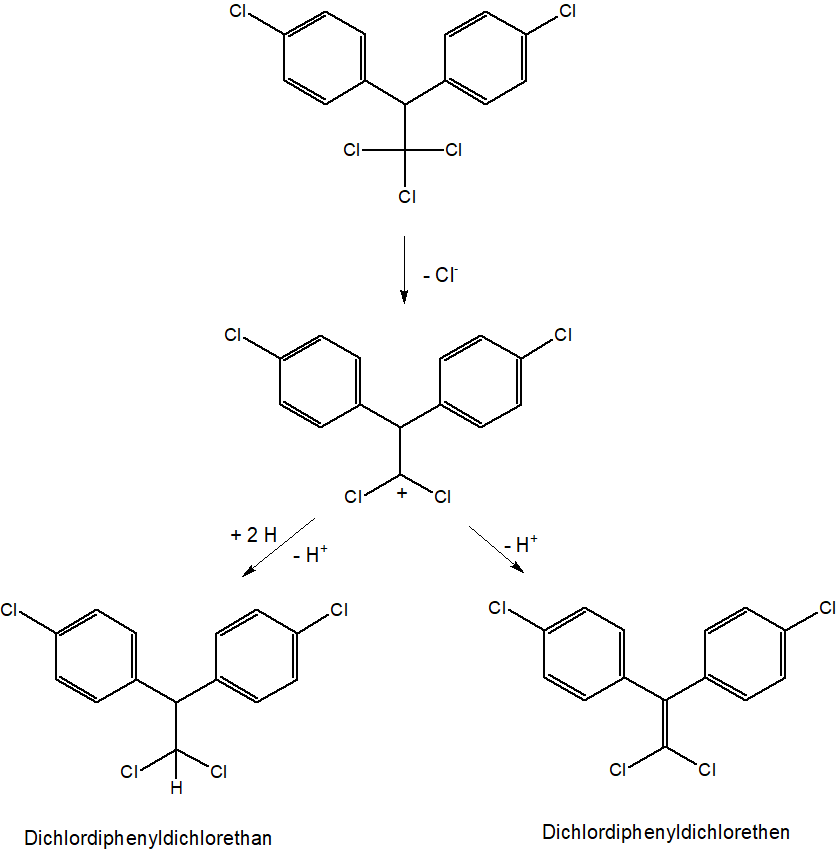 Cl Cl
Cl Cl
Cl
- Cl⁻
Cl Cl
Cl + Cl
+ 2 H
- H⁺
- H⁺
Cl Cl
Cl Cl
Cl Cl
H
Cl Cl
Dichlordiphenyldichlorethan
Dichlordiphenyldichlorethen